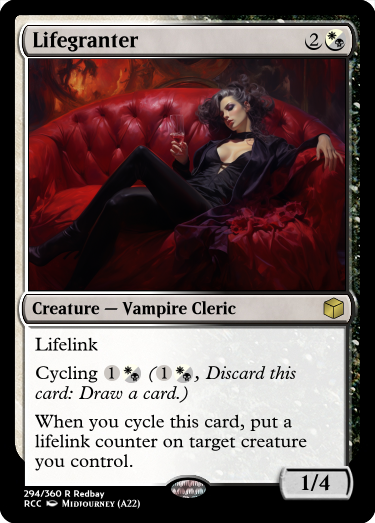 Lifegranter 2
Creature — Vampire Cleric
Lifelink
Cycling 1 (1 , Discard this
card: Draw a card.)
When you cycle this card, put a
lifelink counter on target creature
you control.
1/4
294/360 R Redbay
RCC Midjourney (A22)